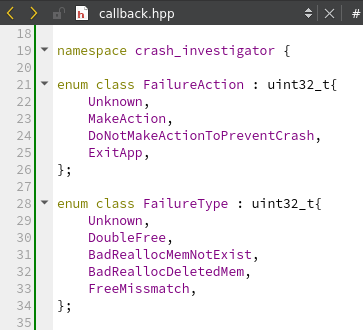 callback.hpp #
18
19 namespace crash_investigator {
20
21 enum class FailureAction : uint32_t{
22 Unknown,
23 MakeAction,
24 DoNotMakeActionToPreventCrash,
25 ExitApp,
26 };
27
28 enum class FailureType : uint32_t{
29 Unknown,
30 DoubleFree,
31 BadReallocMemNotExist,
32 BadReallocDeletedMem,
33 FreeMissmatch,
34 };
35